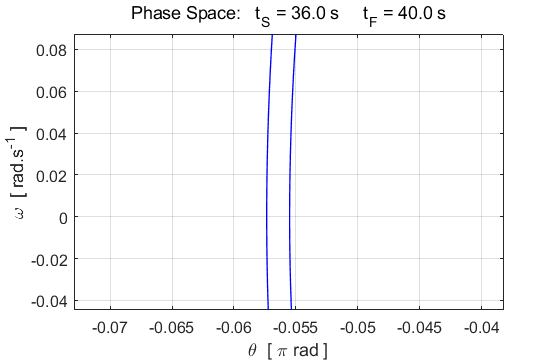 Phase Space: t_S = 36.0 s t_F = 40.0 s
0.08
0.06
0.04
0.02
0
-0.02
-0.04
ω [ rad.s^-1 ]
-0.07 -0.065 -0.06 -0.055 -0.05 -0.045 -0.04
θ [ π rad ]